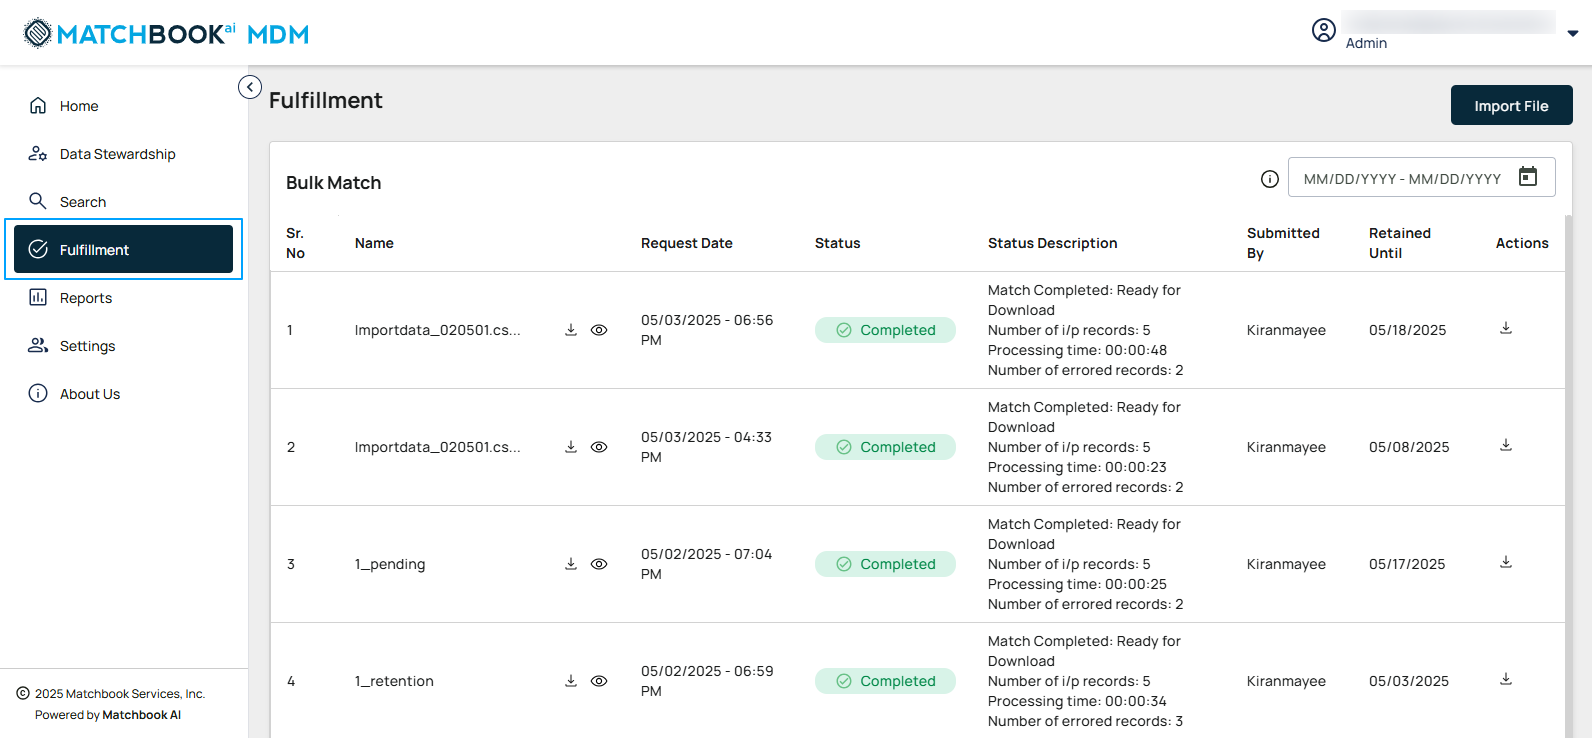 MATCHBOOKai MDM
Admin
Home
Data Stewardship
Search
Fulfillment
Reports
Settings
About Us
© 2025 Matchbook Services, Inc.
Powered by Matchbook AI
Fulfillment
Import File
Bulk Match
MM/DD/YYYY - MM/DD/YYYY
Sr. No
Name
Request Date
Status
Status Description
Submitted By
Retained Until
Actions
1
Importdata_020501.cs...
05/03/2025 - 06:56
PM
Completed
Match Completed: Ready for
Download
Number of i/p records: 5
Processing time: 00:00:48
Number of errored records: 2
Kiranmayee
05/18/2025
2
Importdata_020501.cs...
05/03/2025 - 04:33
PM
Completed
Match Completed: Ready for
Download
Number of i/p records: 5
Processing time: 00:00:23
Number of errored records: 2
Kiranmayee
05/08/2025
3
1_pending
05/02/2025 - 07:04
PM
Completed
Match Completed: Ready for
Download
Number of i/p records: 5
Processing time: 00:00:25
Number of errored records: 2
Kiranmayee
05/17/2025
4
1_retention
05/02/2025 - 06:59
PM
Completed
Match Completed: Ready for
Download
Number of i/p records: 5
Processing time: 00:00:34
Number of errored records: 3
Kiranmayee
05/03/2025